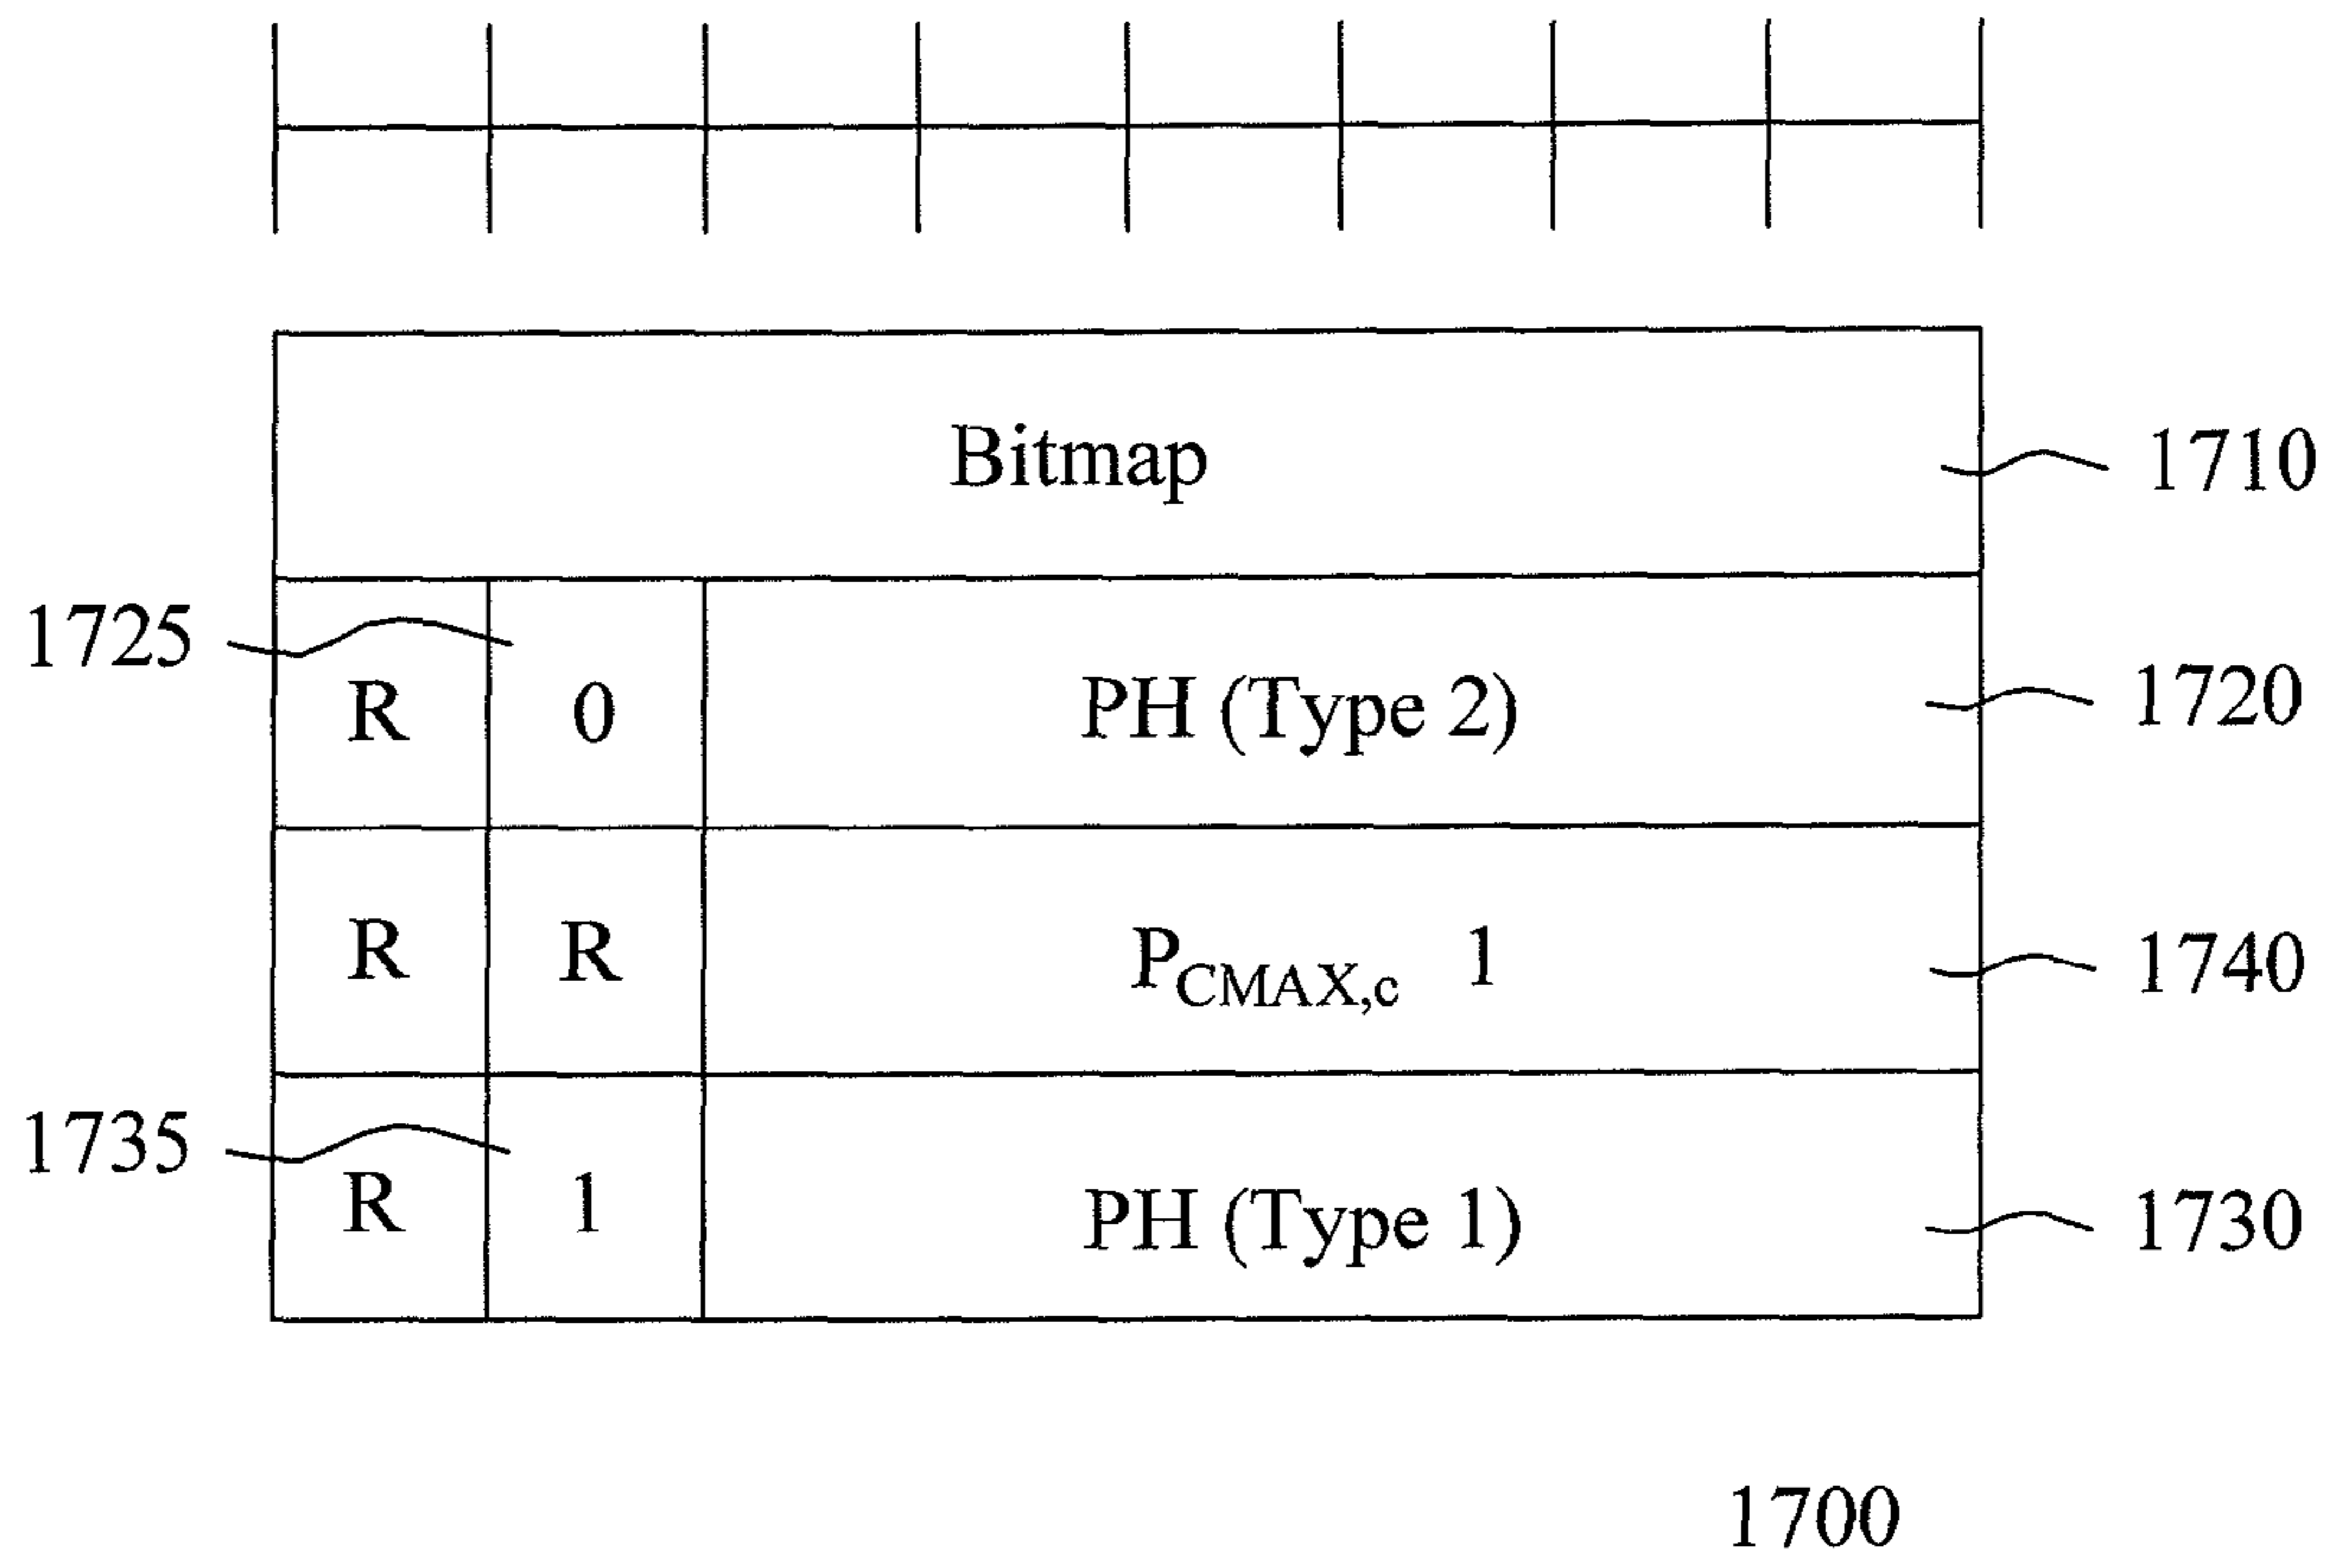 Bitmap 1710
1725 R 0 PH (Type 2) 1720
R R PCMAX,c 1 1740
1735 R 1 PH (Type 1) 1730
1700